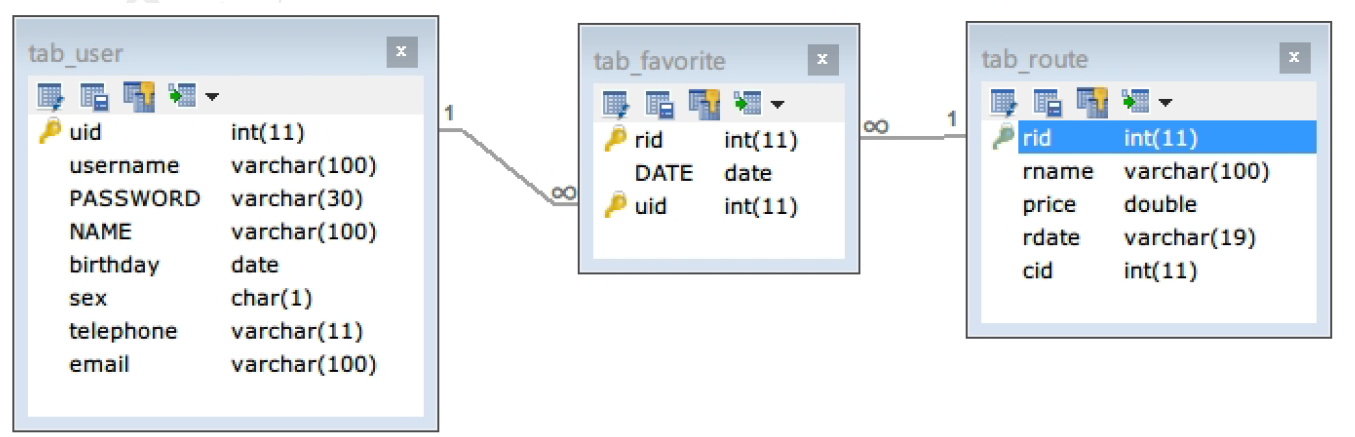 tab_user x
uid int(11)
username varchar(100)
PASSWORD varchar(30)
NAME varchar(100)
birthday date
sex char(1)
telephone varchar(11)
email varchar(100)
1
∞
tab_favorite x
rid int(11)
DATE date
uid int(11)
∞
1
tab_route x
rid int(11)
rname varchar(100)
price double
rdate varchar(19)
cid int(11)